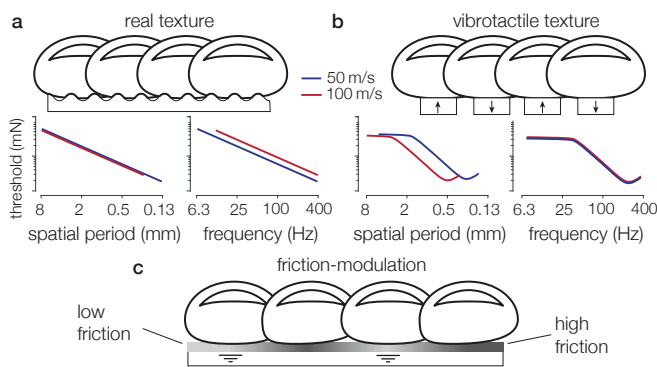 a
real texture
50 m/s
100 m/s
threshold (mN)
8 2 0.5 0.13
spatial period (mm)
6.3 25 100 400
frequency (Hz)
b
vibrotactile texture
8 2 0.5 0.13
spatial period (mm)
6.3 25 100 400
frequency (Hz)
c
friction-modulation
low
friction
high
friction